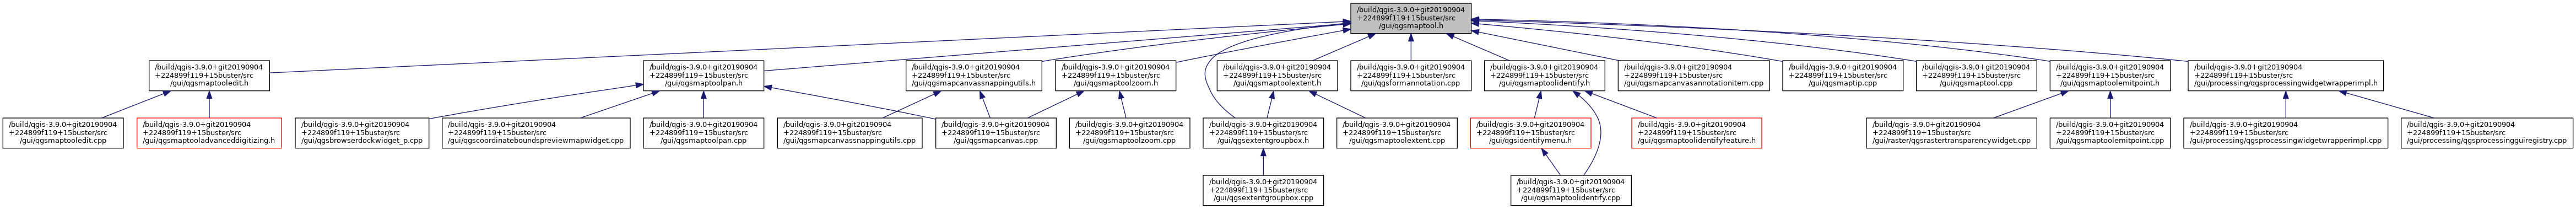 /build/qgis-3.9.0+git20190904
+224899f119+15buster/src
/gui/qgsmaptool.h
/build/qgis-3.9.0+git20190904
+224899f119+15buster/src
/gui/qgsmaptooledit.h
/build/qgis-3.9.0+git20190904
+224899f119+15buster/src
/gui/qgsmaptoolpan.h
/build/qgis-3.9.0+git20190904
+224899f119+15buster/src
/gui/qgsmapcanvassnappingutils.h
/build/qgis-3.9.0+git20190904
+224899f119+15buster/src
/gui/qgsmaptoolzoom.h
/build/qgis-3.9.0+git20190904
+224899f119+15buster/src
/gui/qgsmaptoolextent.h
/build/qgis-3.9.0+git20190904
+224899f119+15buster/src
/gui/qgsformannotation.cpp
/build/qgis-3.9.0+git20190904
+224899f119+15buster/src
/gui/qgsmaptoolidentify.h
/build/qgis-3.9.0+git20190904
+224899f119+15buster/src
/gui/qgsmapcanvasannotationitem.cpp
/build/qgis-3.9.0+git20190904
+224899f119+15buster/src
/gui/qgsmaptip.cpp
/build/qgis-3.9.0+git20190904
+224899f119+15buster/src
/gui/qgsmaptool.cpp
/build/qgis-3.9.0+git20190904
+224899f119+15buster/src
/gui/qgsmaptoolemitpoint.h
/build/qgis-3.9.0+git20190904
+224899f119+15buster/src
/gui/processing/qgsprocessingwidgetwrapperimpl.h
/build/qgis-3.9.0+git20190904
+224899f119+15buster/src
/gui/qgsmaptooledit.cpp
/build/qgis-3.9.0+git20190904
+224899f119+15buster/src
/gui/qgsmaptooladvanceddigitizing.h
/build/qgis-3.9.0+git20190904
+224899f119+15buster/src
/gui/qgsbrowserdockwidget_p.cpp
/build/qgis-3.9.0+git20190904
+224899f119+15buster/src
/gui/qgscoordinateboundspreviewmapwidget.cpp
/build/qgis-3.9.0+git20190904
+224899f119+15buster/src
/gui/qgsmaptoolpan.cpp
/build/qgis-3.9.0+git20190904
+224899f119+15buster/src
/gui/qgsmapcanvassnappingutils.cpp
/build/qgis-3.9.0+git20190904
+224899f119+15buster/src
/gui/qgsmapcanvas.cpp
/build/qgis-3.9.0+git20190904
+224899f119+15buster/src
/gui/qgsmaptoolzoom.cpp
/build/qgis-3.9.0+git20190904
+224899f119+15buster/src
/gui/qgsextentgroupbox.h
/build/qgis-3.9.0+git20190904
+224899f119+15buster/src
/gui/qgsmaptoolextent.cpp
/build/qgis-3.9.0+git20190904
+224899f119+15buster/src
/gui/qgsidentifymenu.h
/build/qgis-3.9.0+git20190904
+224899f119+15buster/src
/gui/qgsmaptoolidentifyfeature.h
/build/qgis-3.9.0+git20190904
+224899f119+15buster/src
/gui/raster/qgsrastertransparencywidget.cpp
/build/qgis-3.9.0+git20190904
+224899f119+15buster/src
/gui/qgsmaptoolemitpoint.cpp
/build/qgis-3.9.0+git20190904
+224899f119+15buster/src
/gui/processing/qgsprocessingwidgetwrapperimpl.cpp
/build/qgis-3.9.0+git20190904
+224899f119+15buster/src
/gui/processing/qgsprocessingguiregistry.cpp
/build/qgis-3.9.0+git20190904
+224899f119+15buster/src
/gui/qgsextentgroupbox.cpp
/build/qgis-3.9.0+git20190904
+224899f119+15buster/src
/gui/qgsmaptoolidentify.cpp